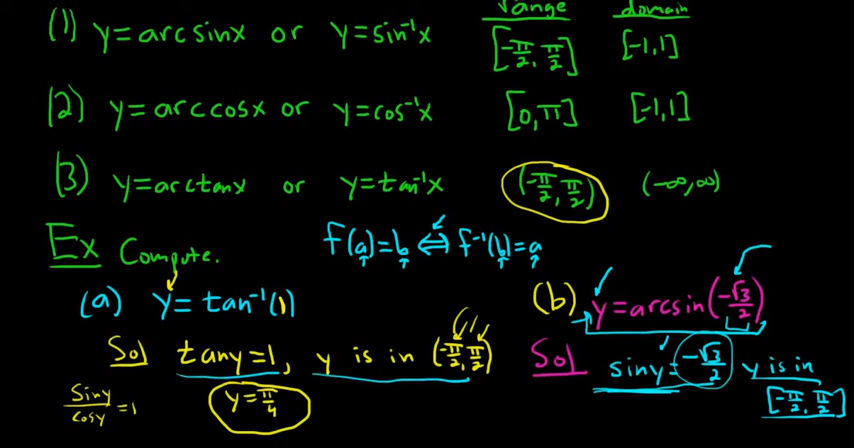 range domain
(1) y=arcsinx or y=sin⁻¹x [-π/2, π/2] [-1,1]
(2) y=arccosx or y=cos⁻¹x [0,π] [-1,1]
(3) y=arctanx or y=tan⁻¹x (-π/2, π/2) (-∞,∞)
Ex Compute. f(a)=b ⇔ f⁻¹(b)=a
(a) y=tan⁻¹(1) (b) y=arcsin(-√3/2)
Sol tany=1, y is in (-π/2, π/2) Sol siny=-√3/2 y is in
siny/cosy=1 y=π/4 [-π/2, π/2]